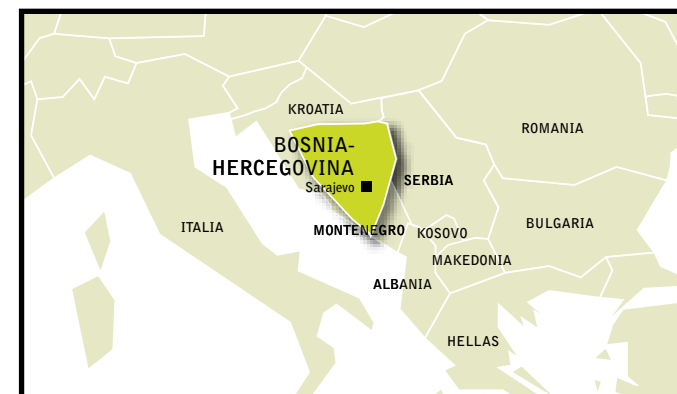 KROATIA
ROMANIA
BOSNIA-
HERCEGOVINA
Sarajevo
SERBIA
ITALIA
MONTENEGRO
KOSOVO
BULGARIA
MAKEDONIA
ALBANIA
HELLAS